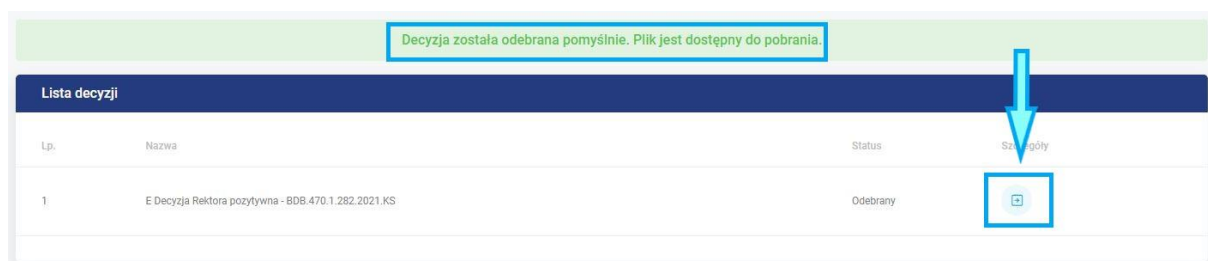 Decyzja została odebrana pomyślnie. Plik jest dostępny do pobrania.
Lista decyzji
Lp. Nazwa Status Szczegóły
1 E Decyzja Rektora pozytywna - BDB.470.1.282.2021.KS Odebrany